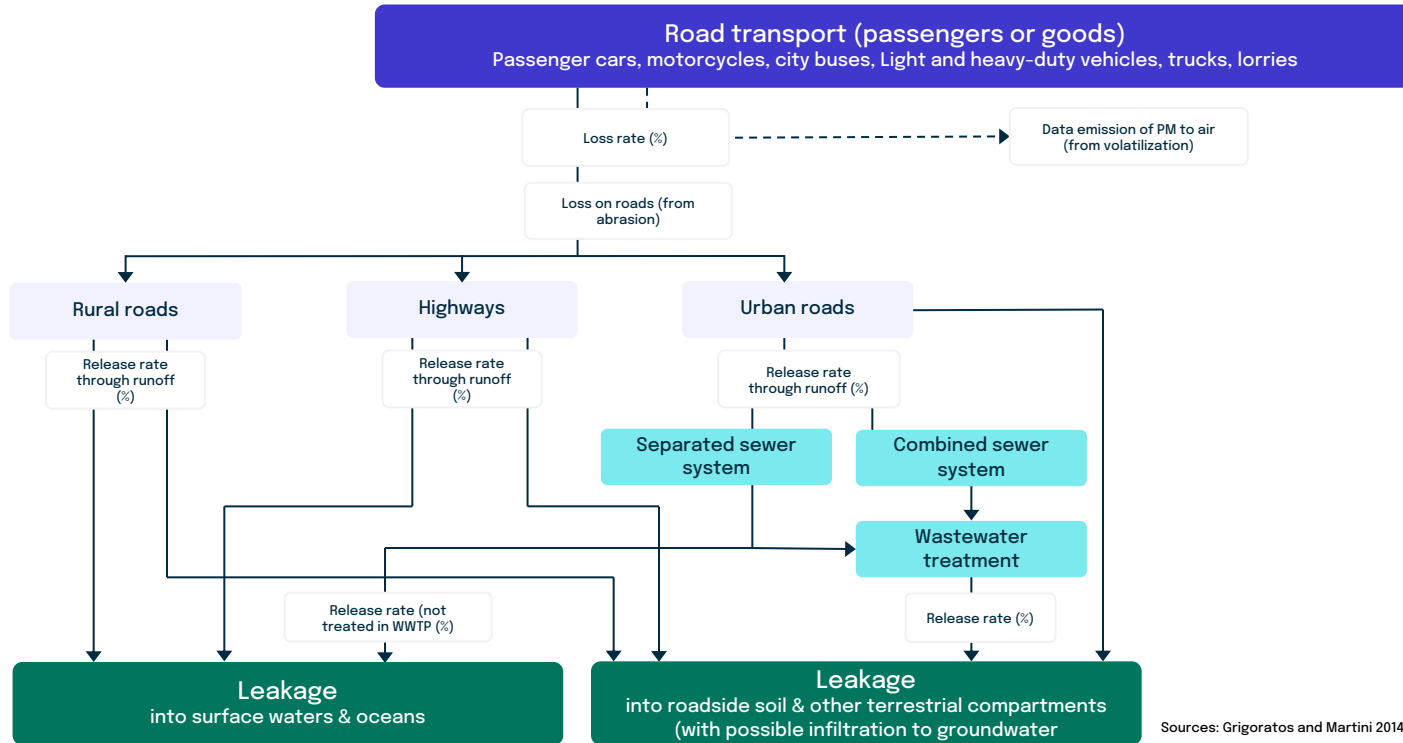 Road transport (passengers or goods)
Passenger cars, motorcycles, city buses, Light and heavy-duty vehicles, trucks, lorries
Loss rate (%)
Data emission of PM to air
(from volatilization)
Loss on roads (from
abrasion)
Rural roads
Highways
Urban roads
Release rate
through runoff
(%)
Release rate
through runoff
(%)
Release rate
through runoff (%)
Separated sewer
system
Combined sewer
system
Wastewater
treatment
Release rate (not
treated in WWTP (%)
Release rate (%)
Leakage
into surface waters & oceans
Leakage
into roadside soil & other terrestrial compartments
(with possible infiltration to groundwater
Sources: Grigoratos and Martini 2014